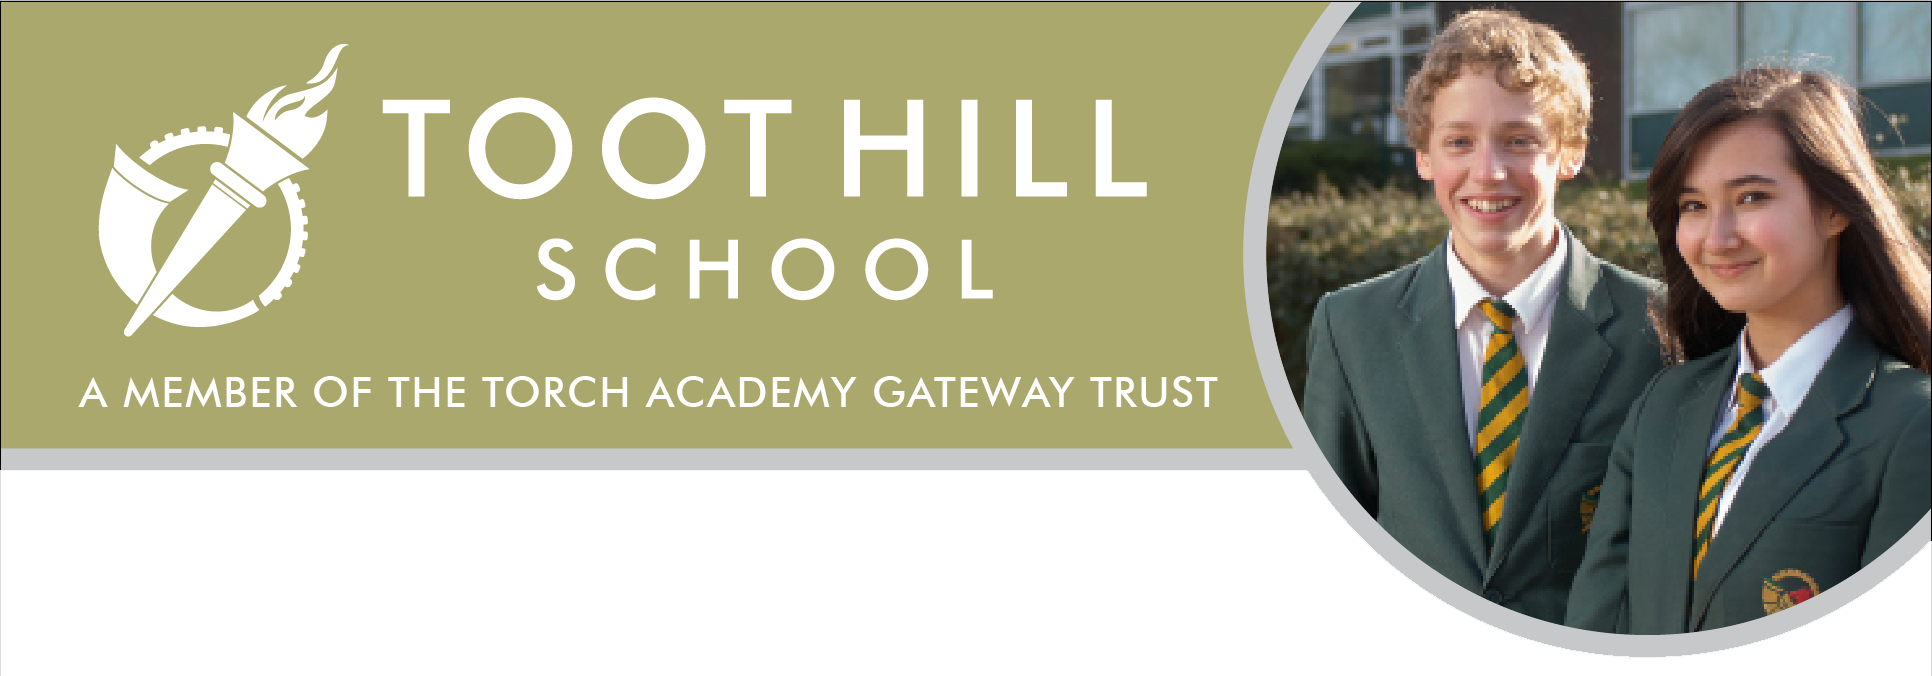 TOOT HILL
SCHOOL
A MEMBER OF THE TORCH ACADEMY GATEWAY TRUST